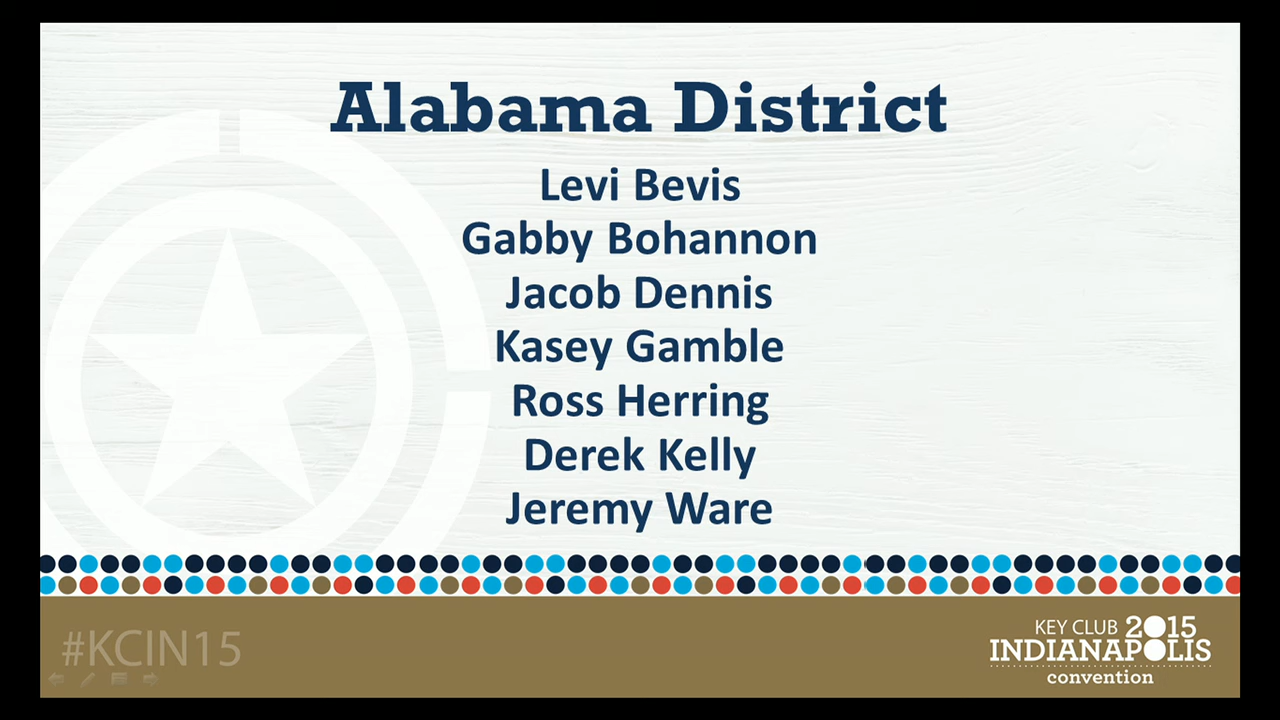 Alabama District
Levi Bevis
Gabby Bohannon
Jacob Dennis
Kasey Gamble
Ross Herring
Derek Kelly
Jeremy Ware
#KCIN15
KEY CLUB 2015
INDIANAPOLIS
convention